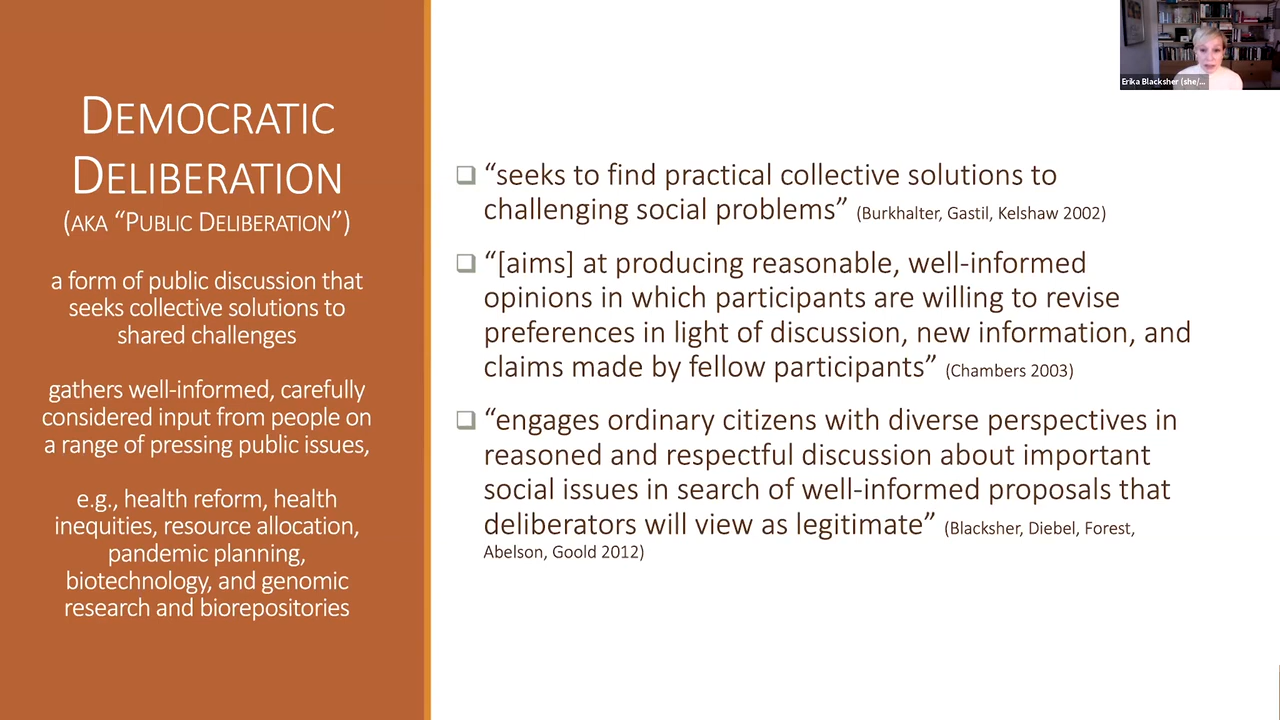 DEMOCRATIC
DELIBERATION
(AKA “PUBLIC DELIBERATION”)
a form of public discussion that
seeks collective solutions to
shared challenges
gathers well-informed, carefully
considered input from people on
a range of pressing public issues,
e.g., health reform, health
inequities, resource allocation,
pandemic planning,
biotechnology, and genomic
research and biorepositories
“seeks to find practical collective solutions to
challenging social problems” (Burkhalter, Gastil, Kelshaw 2002)
“[aims] at producing reasonable, well-informed
opinions in which participants are willing to revise
preferences in light of discussion, new information, and
claims made by fellow participants” (Chambers 2003)
“engages ordinary citizens with diverse perspectives in
reasoned and respectful discussion about important
social issues in search of well-informed proposals that
deliberators will view as legitimate” (Blacksher, Diebel, Forest,
Abelson, Goold 2012)
Erika Blacksher (she/...